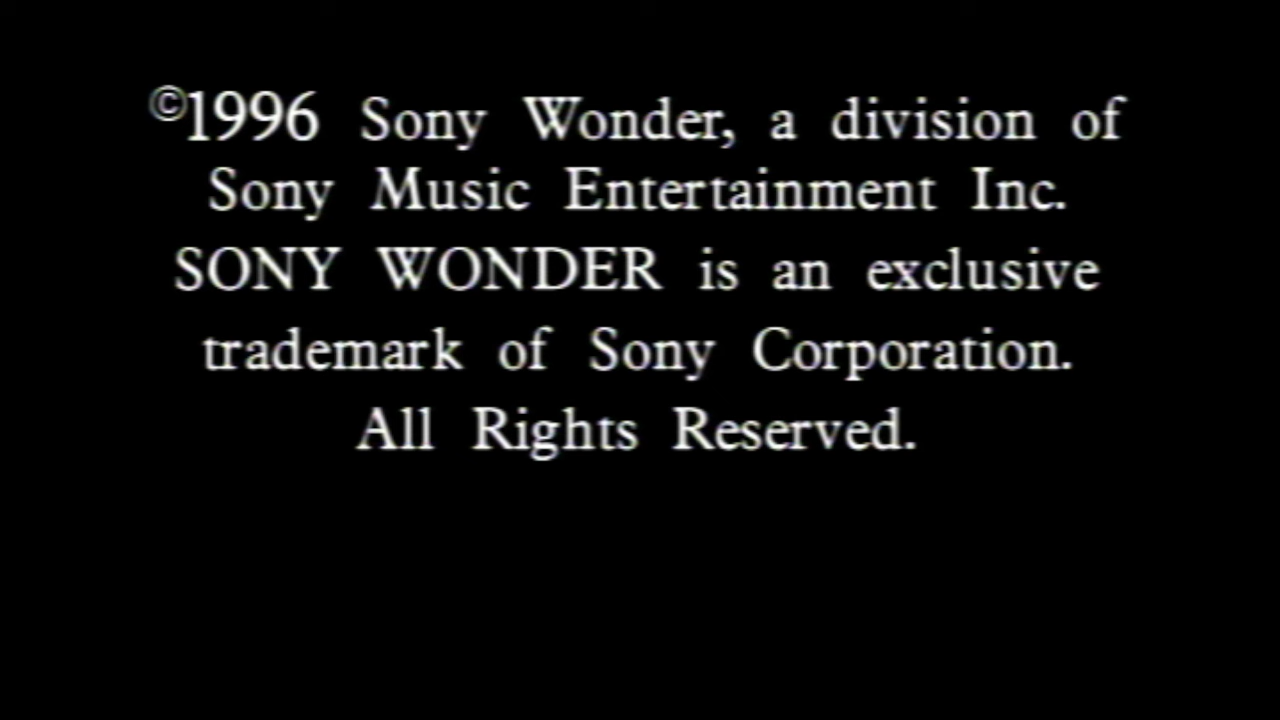 ©1996 Sony Wonder, a division of
Sony Music Entertainment Inc.
SONY WONDER is an exclusive
trademark of Sony Corporation.
All Rights Reserved.